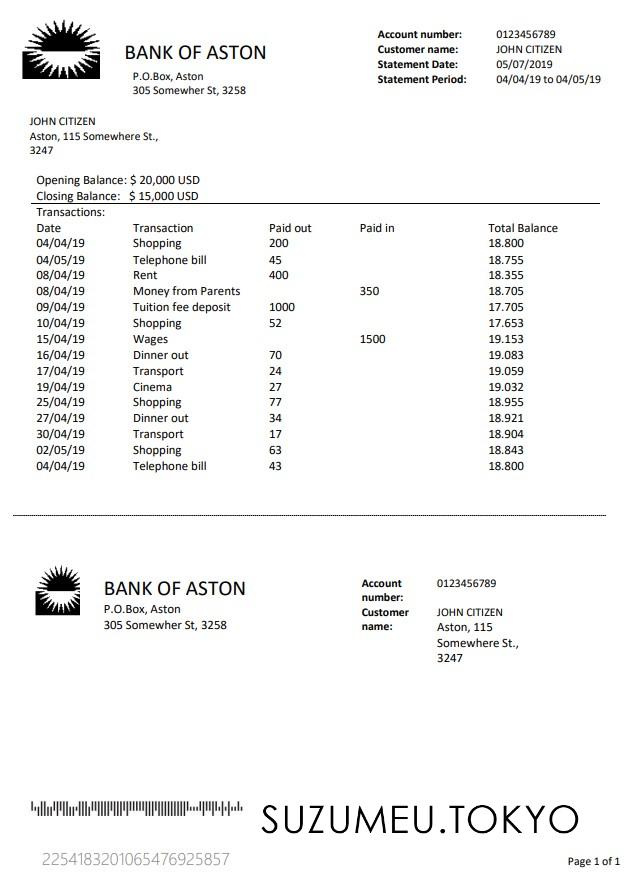 BANK OF ASTON
P.O.Box, Aston
305 Somewher St, 3258
Account number: 0123456789
Customer name: JOHN CITIZEN
Statement Date: 05/07/2019
Statement Period: 04/04/19 to 04/05/19
JOHN CITIZEN
Aston, 115 Somewhere St.,
3247
Opening Balance: $ 20,000 USD
Closing Balance: $ 15,000 USD
Transactions:
Date Transaction Paid out Paid in Total Balance
04/04/19 Shopping 200 18.800
04/05/19 Telephone bill 45 18.755
08/04/19 Rent 400 18.355
08/04/19 Money from Parents 350 18.705
09/04/19 Tuition fee deposit 1000 17.705
10/04/19 Shopping 52 17.653
15/04/19 Wages 1500 19.153
16/04/19 Dinner out 70 19.083
17/04/19 Transport 24 19.059
19/04/19 Cinema 27 19.032
25/04/19 Shopping 77 18.955
27/04/19 Dinner out 34 18.921
30/04/19 Transport 17 18.904
02/05/19 Shopping 63 18.843
04/04/19 Telephone bill 43 18.800
BANK OF ASTON
P.O.Box, Aston
305 Somewher St, 3258
Account 0123456789
number:
Customer JOHN CITIZEN
name: Aston, 115
Somewhere St.,
3247
SUZUMEU.TOKYO
2254183201065476925857
Page 1 of 1